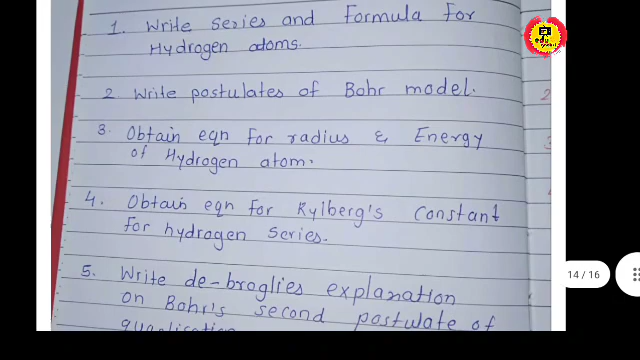 1. Write Series and Formula for
Hydrogen atoms.
2 Write postulates of Bohr model.
3. Obtain eqn for radius & Energy
of Hydrogen atom.
4. Obtain eqn for Rylberg's Constant
for hydrogen Series.
5. Write de-broglies explanation
on Bohr's second postulate of
14 / 16
edu